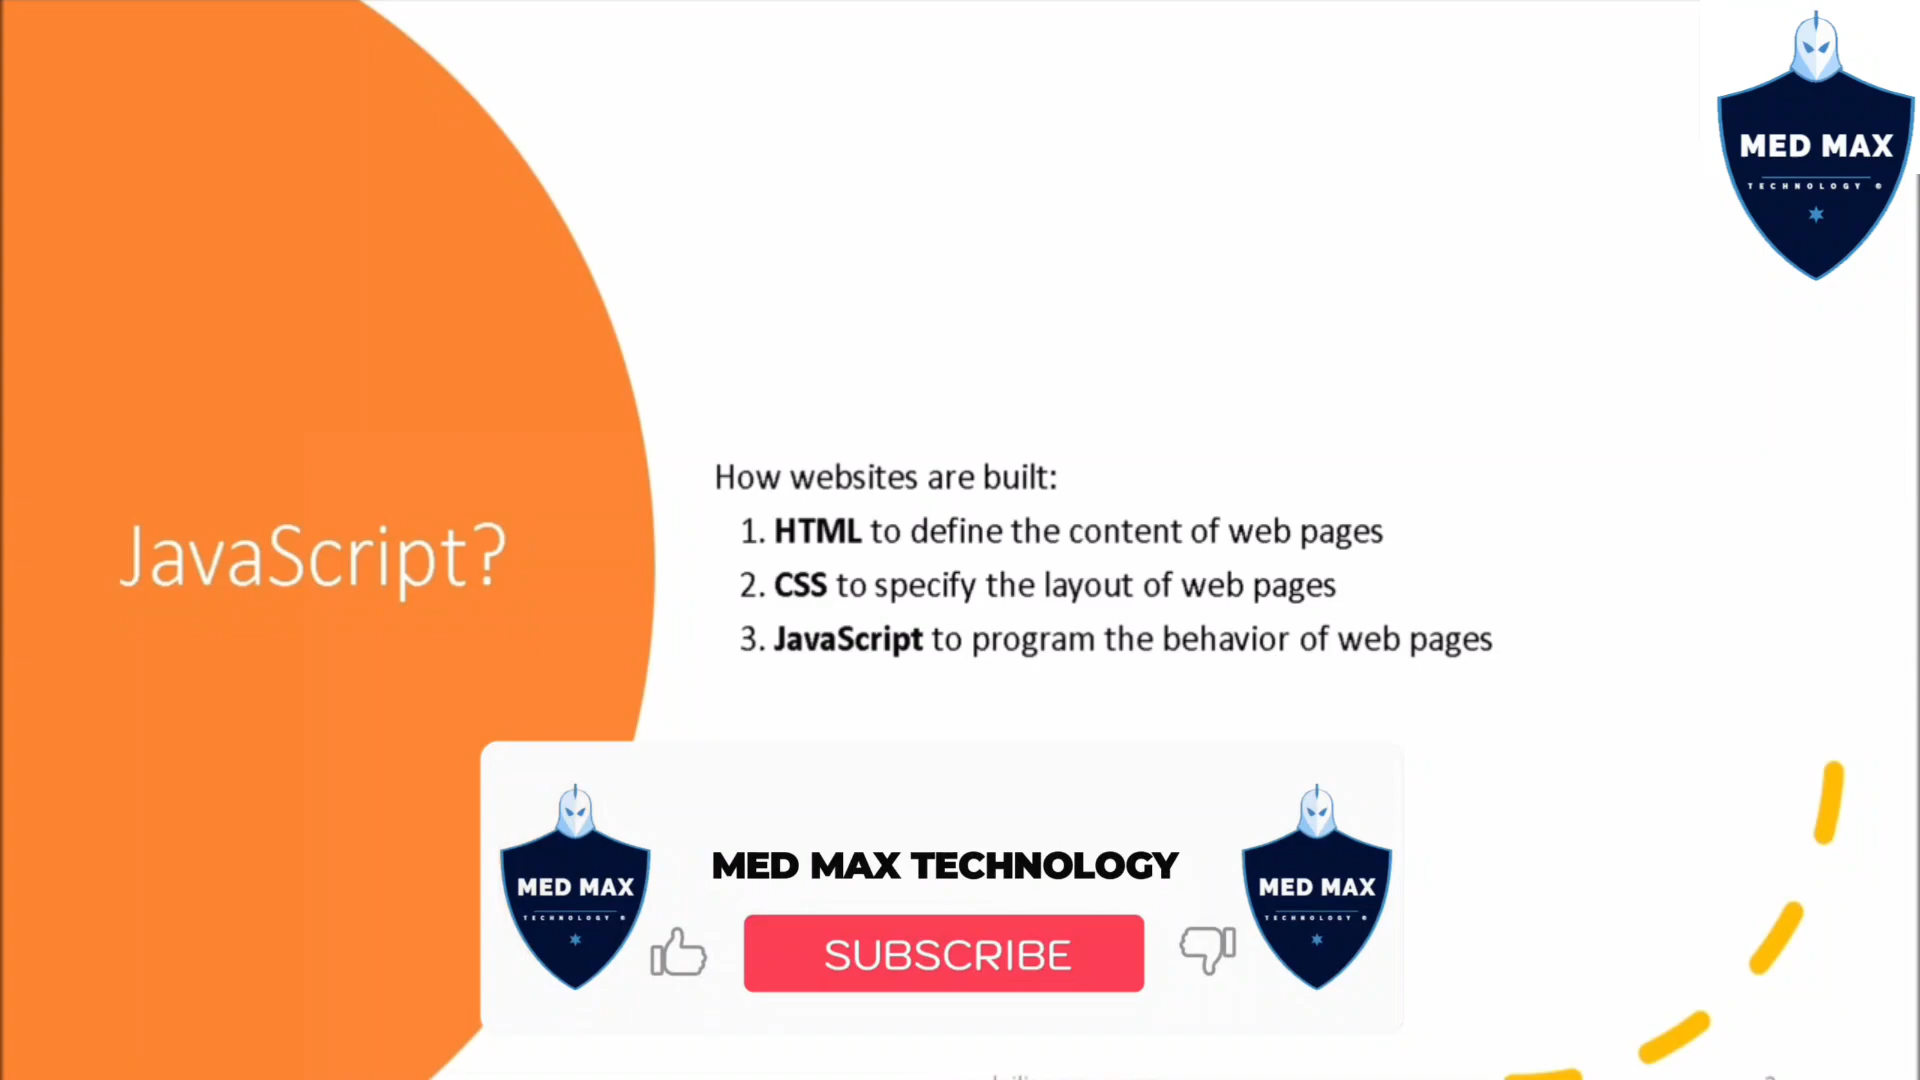 MED MAX
TECHNOLOGY ®
JavaScript?
How websites are built:
1. HTML to define the content of web pages
2. CSS to specify the layout of web pages
3. JavaScript to program the behavior of web pages
MED MAX
TECHNOLOGY ®
MED MAX TECHNOLOGY
SUBSCRIBE
MED MAX
TECHNOLOGY ®